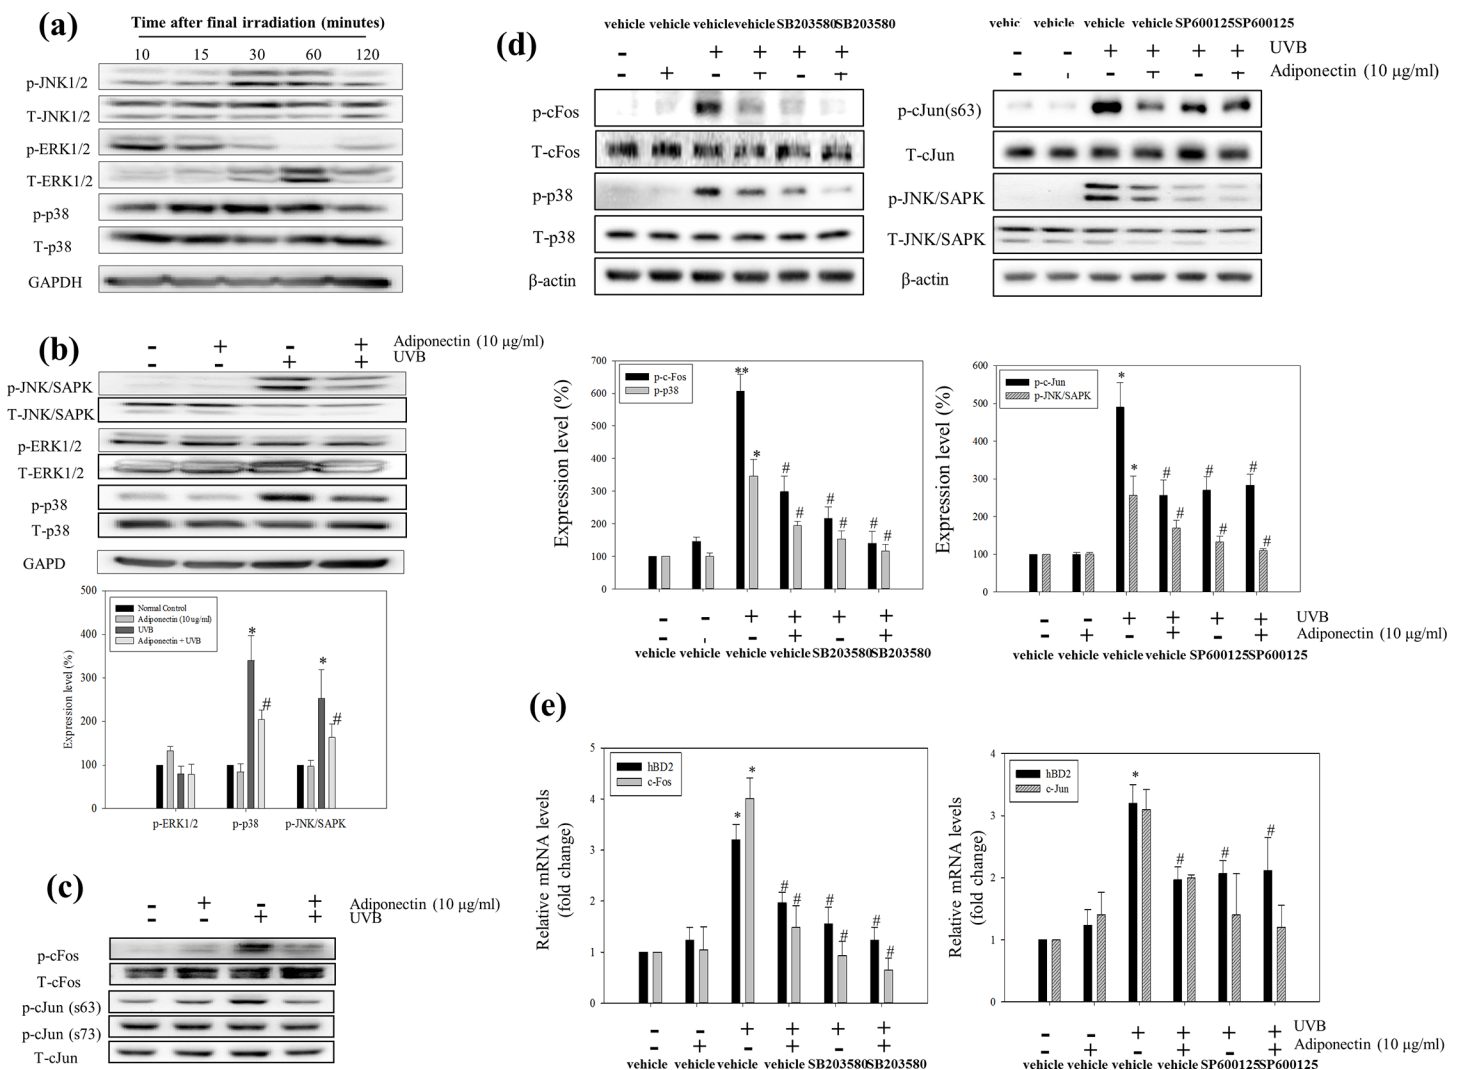 (a)
Time after final irradiation (minutes)
10 15 30 60 120
p-JNK1/2
T-JNK1/2
p-ERK1/2
T-ERK1/2
p-p38
T-p38
GAPDH
(b)
- + - + Adiponectin (10 μg/ml)
- - + + UVB
p-JNK/SAPK
T-JNK/SAPK
p-ERK1/2
T-ERK1/2
p-p38
T-p38
GAPD
500
400
300
200
100
0
Expression level (%)
Normal Control
Adiponectin (10 ug/ml)
UVB
Adiponectin + UVB
* # * #
p-ERK1/2 p-p38 p-JNK/SAPK
(c)
- + - + Adiponectin (10 μg/ml)
- - + + UVB
p-cFos
T-cFos
p-cJun (s63)
p-cJun (s73)
T-cJun
(d)
vehicle vehicle vehicle vehicle SB203580 SB203580
- - + + + +
- + - + - +
p-cFos
T-cFos
p-p38
T-p38
β-actin
vehic vehicle vehicle vehicle SP600125 SP600125
- - + + + + UVB
- ' - + - + Adiponectin (10 μg/ml)
p-cJun(s63)
T-cJun
p-JNK/SAPK
T-JNK/SAPK
β-actin
700
600
500
400
300
200
100
0
Expression level (%)
p-c-Fos
p-p38
** * # # # # # #
- - + + + +
- ' - + - +
vehicle vehicle vehicle vehicle SB203580 SB203580
600
500
400
300
200
100
0
Expression level (%)
p-c-Jun
p-JNK/SAPK
* * # # # # # #
- - + + + + UVB
- + - + - + Adiponectin (10 μg/ml)
vehicle vehicle vehicle vehicle SP600125 SP600125
(e)
5
4
3
2
1
0
Relative mRNA levels
(fold change)
hBD2
c-Fos
* * # # # # # #
- - + + + +
- + - + - +
vehicle vehicle vehicle vehicle SB203580 SB203580
4
3
2
1
0
Relative mRNA levels
(fold change)
hBD2
c-Jun
* # # #
- - + + + + UVB
- + - + - + Adiponectin (10 μg/ml)
vehicle vehicle vehicle vehicle SP600125 SP600125